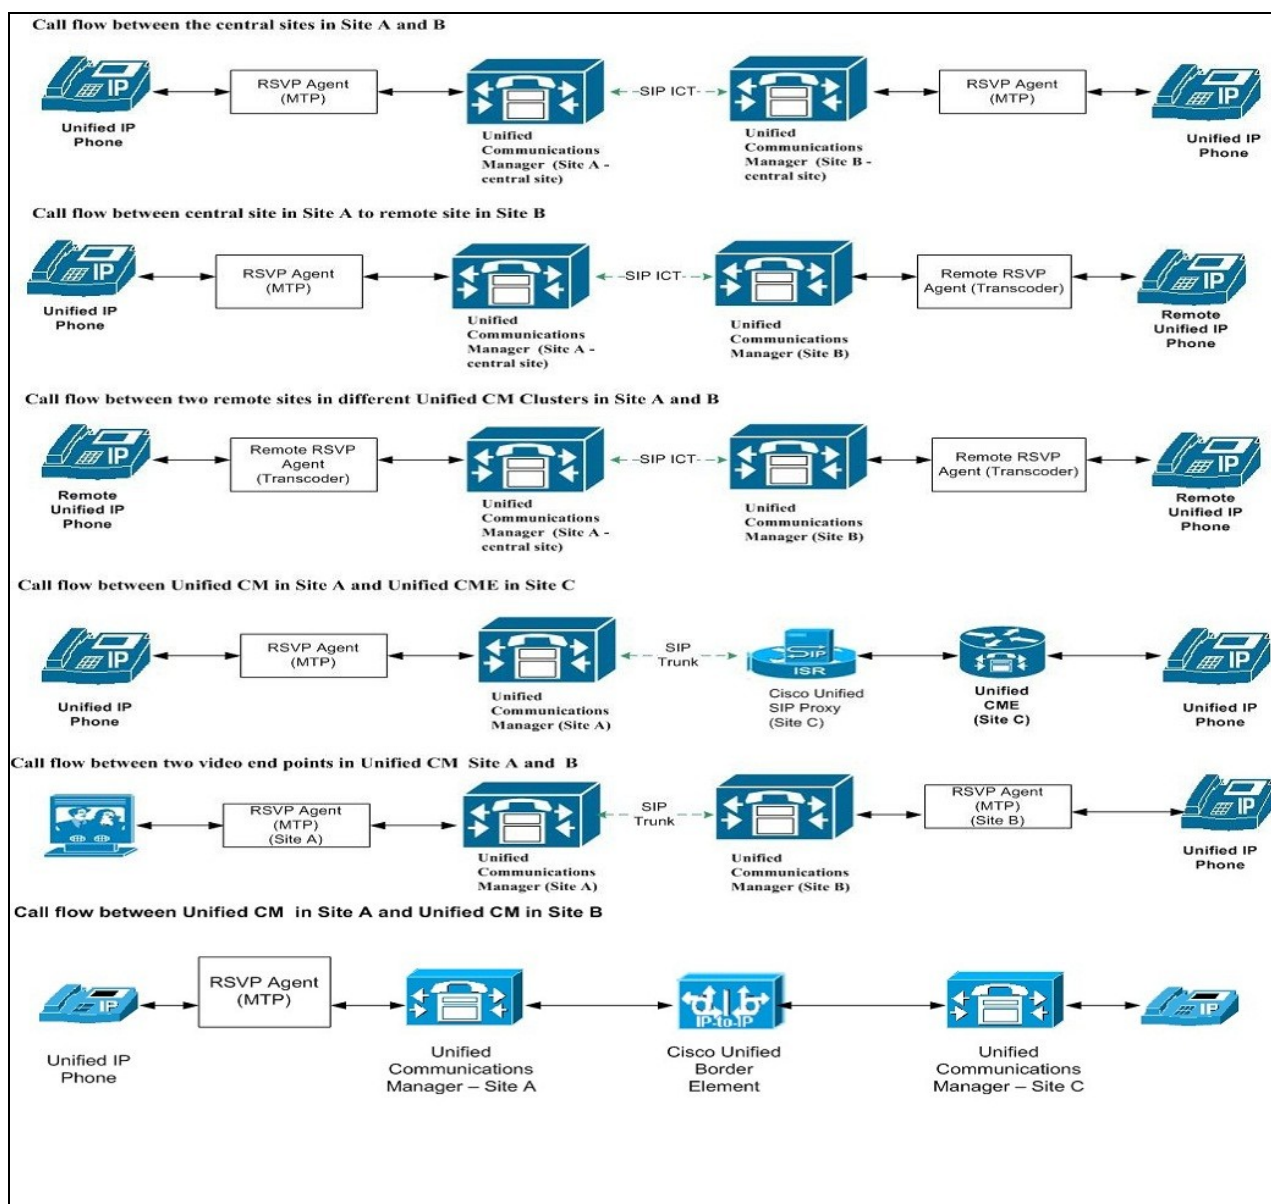 Call flow between the central sites in Site A and B
IP
RSVP Agent
(MTP)
SIP ICT
RSVP Agent
(MTP)
IP
Unified IP
Phone
Unified
Communications
Manager (Site A -
central site)
Unified
Communications
Manager (Site B -
central site)
Unified IP
Phone
Call flow between central site in Site A to remote site in Site B
IP
RSVP Agent
(MTP)
SIP ICT
Remote RSVP
Agent (Transcoder)
IP
Unified IP
Phone
Unified
Communications
Manager (Site A -
central site)
Unified
Communications
Manager (Site B)
Remote
Unified IP
Phone
Call flow between two remote sites in different Unified CM Clusters in Site A and B
IP
Remote RSVP
Agent
(Transcoder)
SIP ICT
Remote RSVP
Agent (Transcoder)
IP
Remote
Unified IP
Phone
Unified
Communications
Manager (Site A -
central site)
Unified
Communications
Manager (Site B)
Remote
Unified IP
Phone
Call flow between Unified CM in Site A and Unified CME in Site C
IP
RSVP Agent
(MTP)
SIP
Trunk
SIP
ISR
IP
Unified IP
Phone
Unified
Communications
Manager (Site A)
Cisco Unified
SIP Proxy
(Site C)
Unified
CME
(Site C)
Unified IP
Phone
Call flow between two video end points in Unified CM Site A and B
RSVP Agent
(MTP)
(Site A)
SIP
Trunk
RSVP Agent
(MTP)
(Site B)
IP
Unified
Communications
Manager (Site A)
Unified
Communications
Manager (Site B)
Unified IP
Phone
Call flow between Unified CM in Site A and Unified CM in Site B
IP
RSVP Agent
(MTP)
IP-to-IP
IP
Unified IP
Phone
Unified
Communications
Manager – Site A
Cisco Unified
Border
Element
Unified
Communications
Manager – Site C